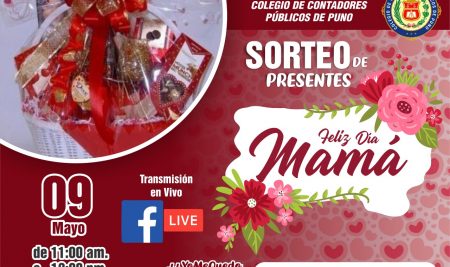 COLEGIO DE CONTADORES
PÚBLICOS DE PUNO
SORTEO DE
PRESENTES
Feliz Día
Mamá
09
Mayo
Transmisión
en Vivo
f LIVE
de 11:00 am.